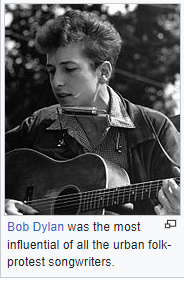 Bob Dylan was the most
influential of all the urban folk-
protest songwriters.